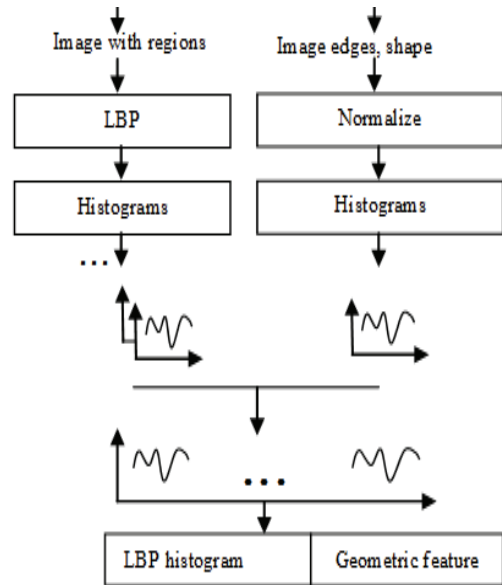 Image with regions
Image edges, shape
LBP
Normalize
Histograms
Histograms
...
...
LBP histogram
Geometric feature